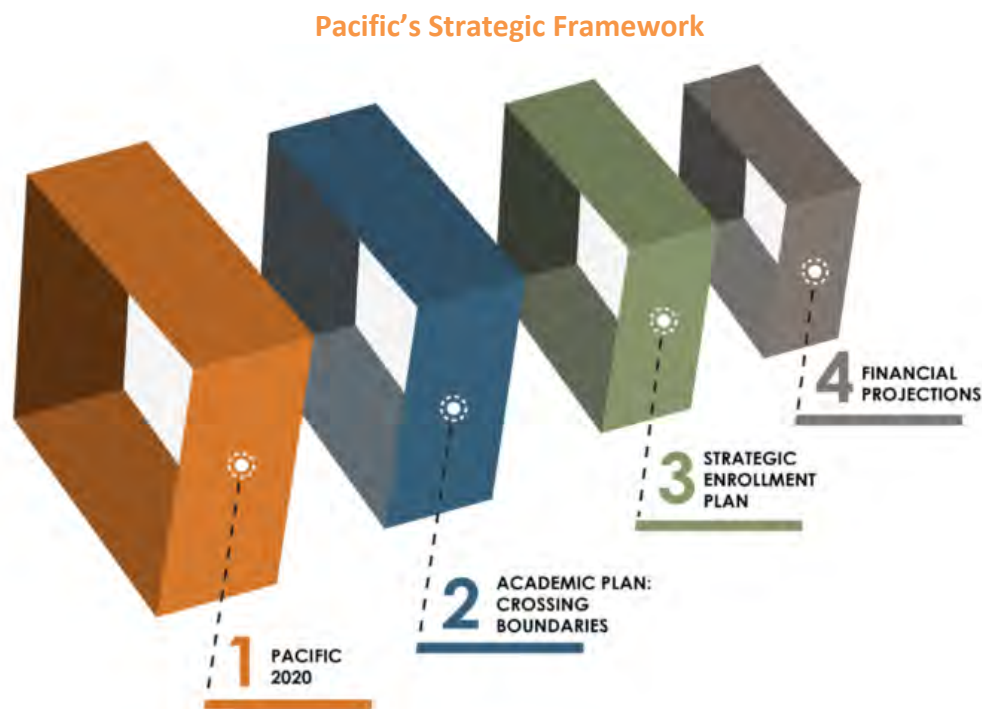 Pacific’s Strategic Framework
1 PACIFIC
2020
2 ACADEMIC PLAN:
CROSSING
BOUNDARIES
3 STRATEGIC
ENROLLMENT
PLAN
4 FINANCIAL
PROJECTIONS